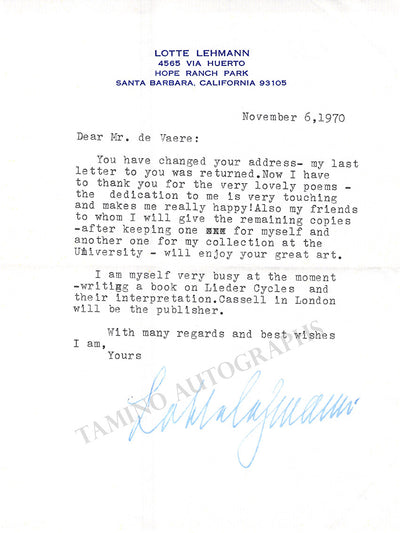 LOTTE LEHMANN
4565 VIA HUERTO
HOPE RANCH PARK
SANTA BARBARA, CALIFORNIA 93105
November 6,1970
Dear Mr. de Vaere:
You have changed your address- my last
letter to you was returned.Now I have
to thank you for the very lovely poems -
the dedication to me is very touching
and makes me really happy!Also my friends
to whom I will give the remaining copies
-after keeping one xxx for myself and
another one for my collection at the
University - will enjoy your great art.
I am myself very busy at the moment
-writing a book on Lieder Cycles and
their interpretation.Cassell in London
will be the publisher.
With many regards and best wishes
I am,
Yours
Lotte Lehmann
TAMINO AUTOGRAPHS